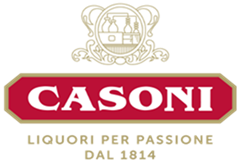 CASONI
LIQUORI PER PASSIONE
DAL 1814